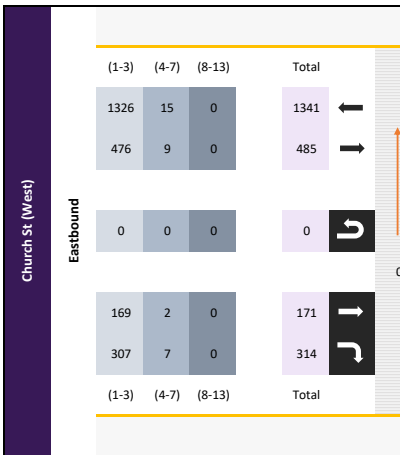 Church St (West)
Eastbound
(1-3) (4-7) (8-13) Total
1326 15 0 1341
476 9 0 485
0 0 0 0
0
169 2 0 171
307 7 0 314
(1-3) (4-7) (8-13) Total